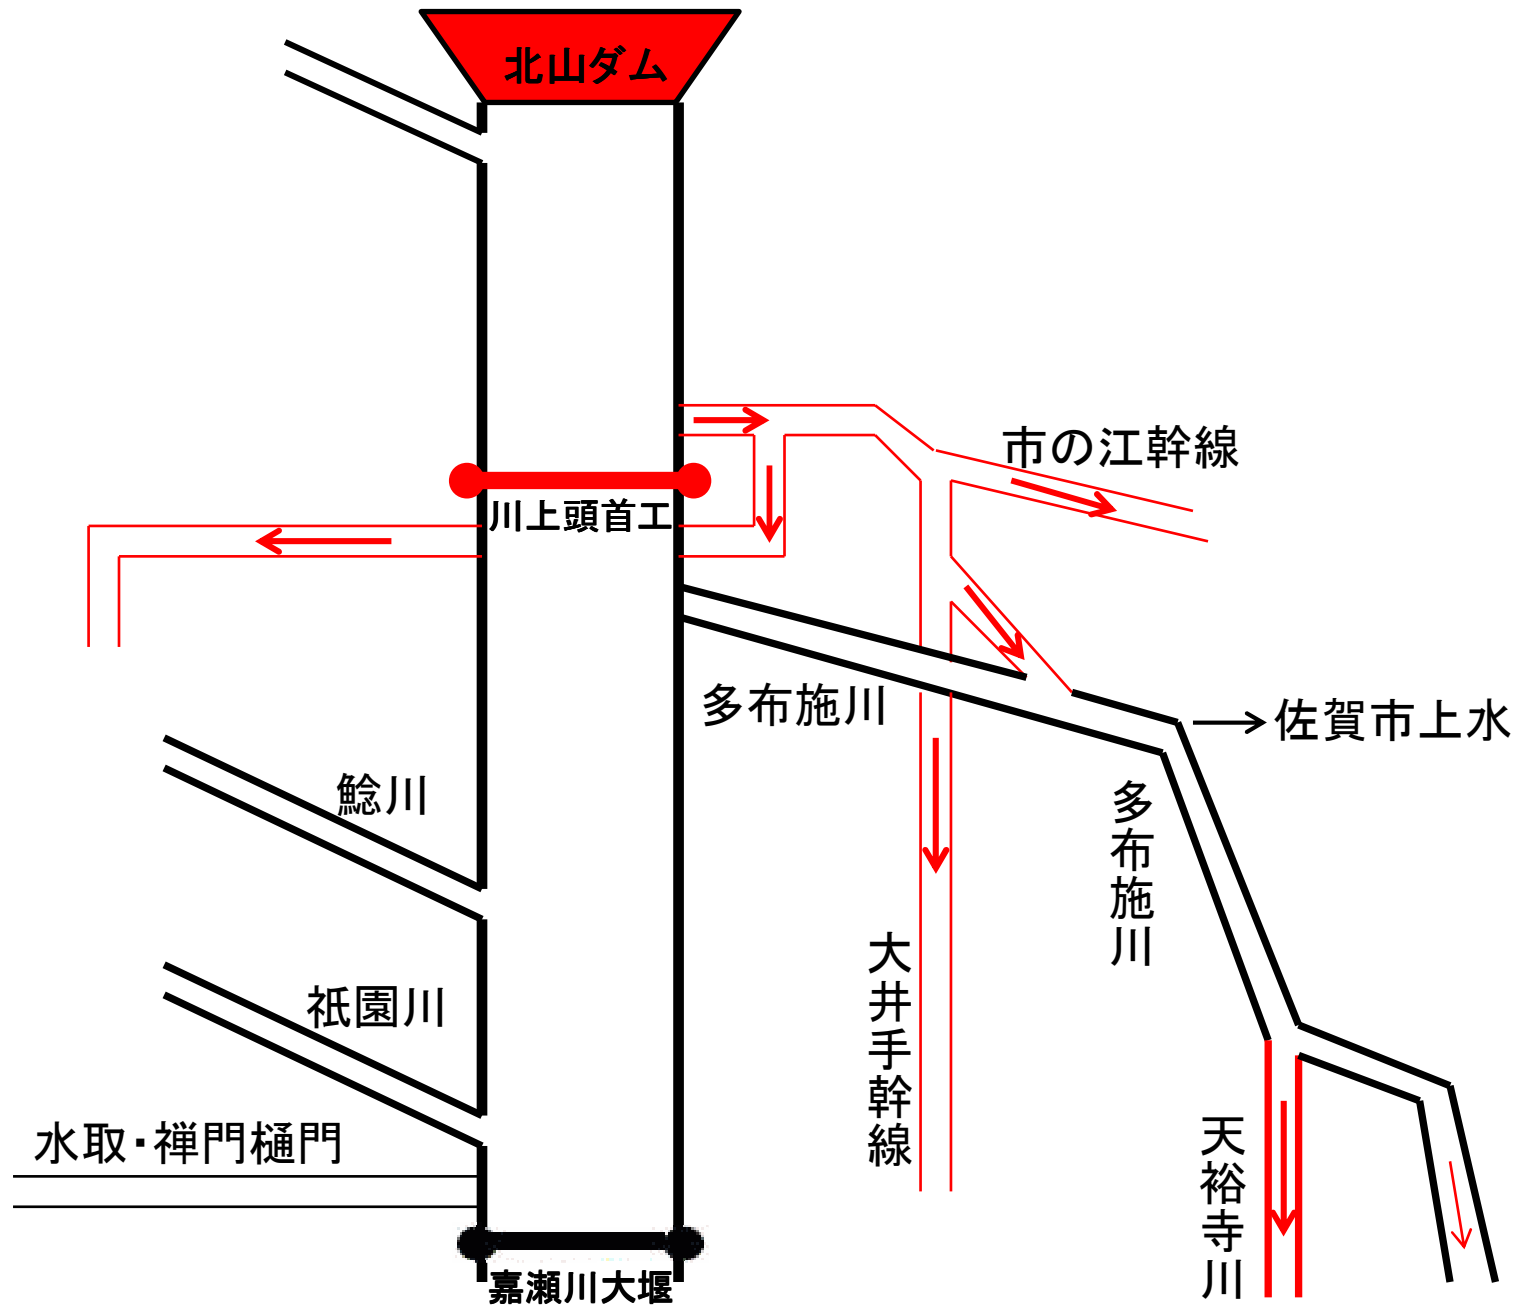 北山ダム
市の江幹線
川上頭首工
多布施川
佐賀市上水
鯰川
多布施川
大井手幹線
祇園川
水取・禅門樋門
天裕寺川
嘉瀬川大堰